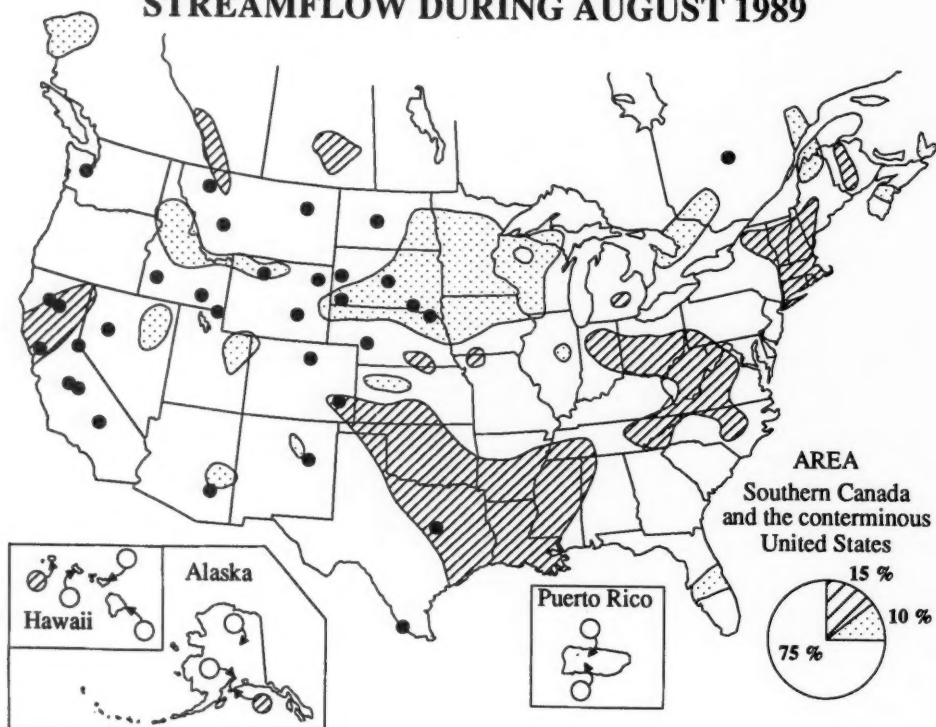 STREAMFLOW DURING AUGUST 1989
AREA
Southern Canada
and the conterminous
United States
15 %
10 %
75 %
Alaska
Hawaii
Puerto Rico